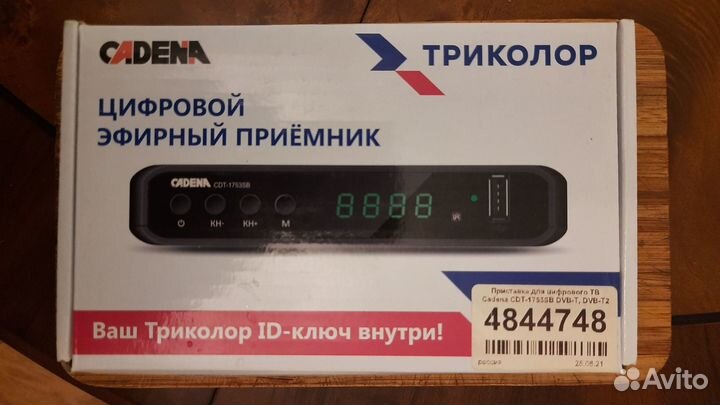 CADENA
ТРИКОЛОР
ЦИФРОВОЙ
ЭФИРНЫЙ ПРИЁМНИК
CADENA CDT-1753SB
8888
КН- КН+ M
Приставка для цифрового ТВ
Cadena CDT-1753SB DVB-T, DVB-T2
4844748
россия 25.06.21
Ваш Триколор ID-ключ внутри!
Avito